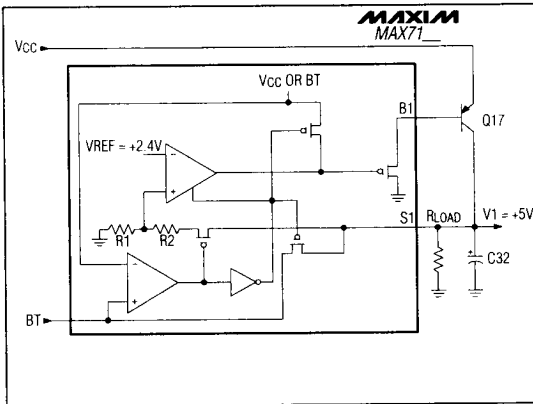 MAXIM
MAX71__
VCC
VCC OR BT
B1
Q17
VREF = +2.4V
−
+
S1
RLOAD
V1 = +5V
R1
R2
−
+
+
C32
BT